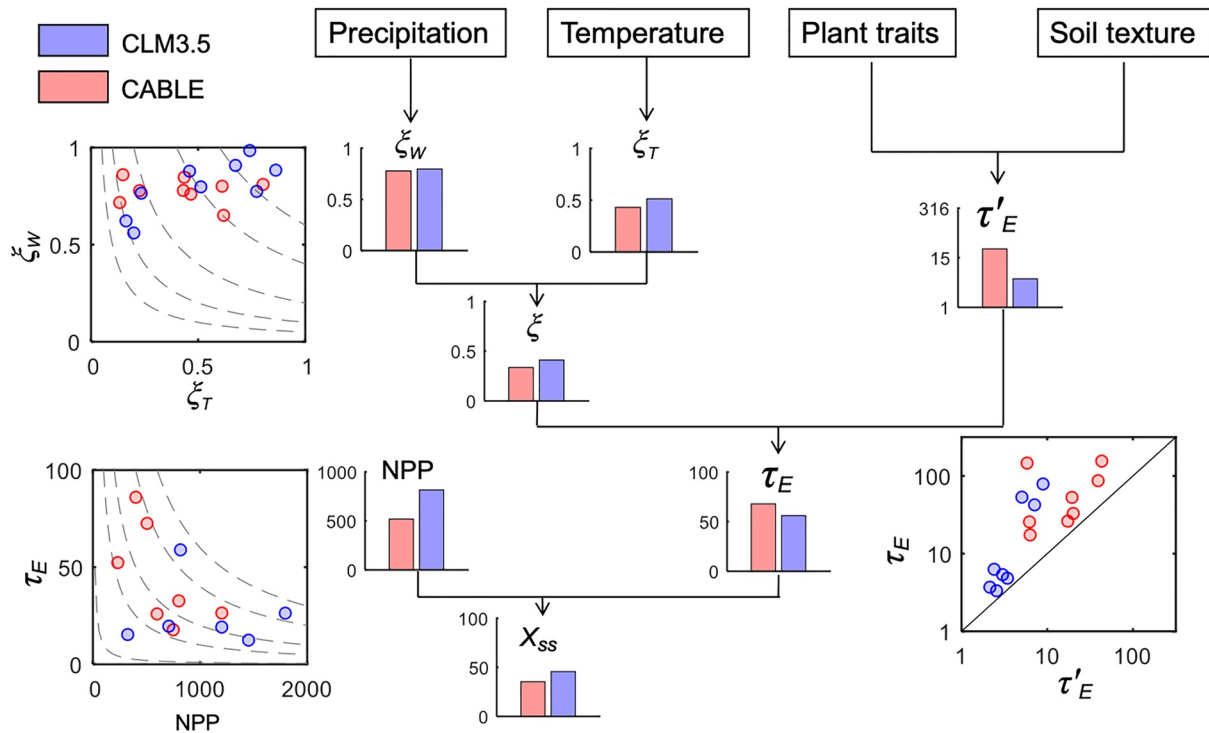 CLM3.5
CABLE
Precipitation
Temperature
Plant traits
Soil texture
1
0.5
0
ξW
0
0.5
1
ξT
ξW
1
0.5
0
ξT
1
0.5
0
τ'E
316
15
1
ξ
1
0.5
0
100
50
0
τE
0
1000
2000
NPP
NPP
1000
500
0
τE
100
50
0
Xss
100
50
0
100
10
1
τE
1
10
100
τ'E